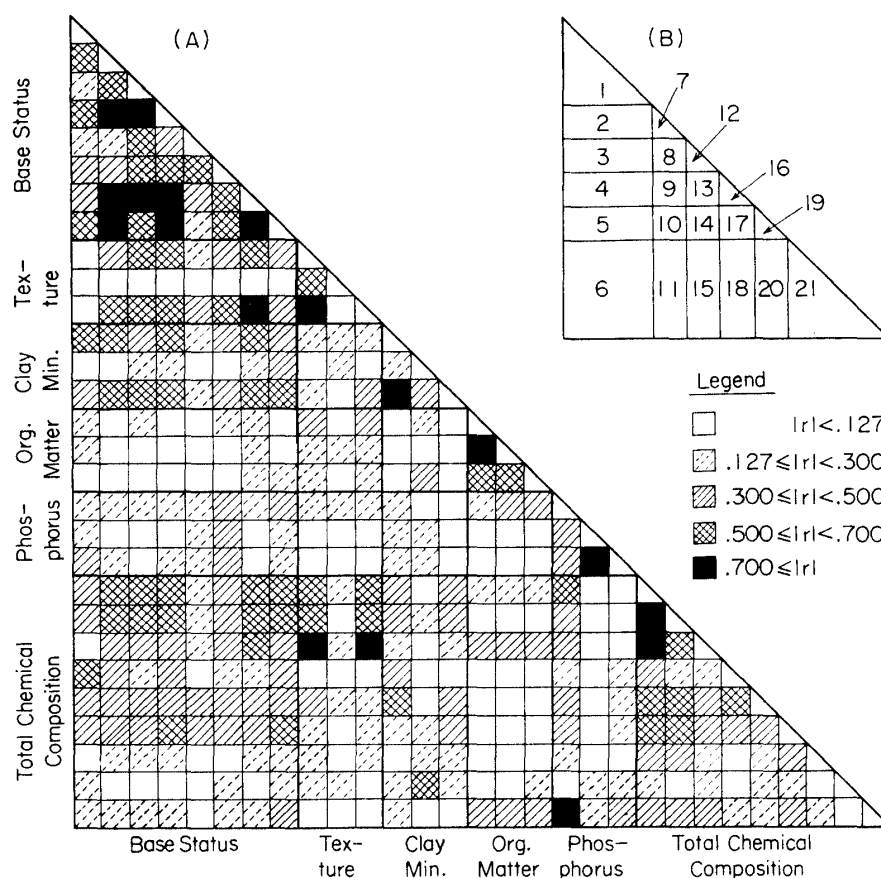 (A)
Base Status
Tex-
ture
Clay
Min.
Org.
Matter
Phos-
phorus
Total Chemical
Composition
Base Status
Tex-
ture
Clay
Min.
Org.
Matter
Phos-
phorus
Total Chemical
Composition
(B)
1
7
2
12
3
8
4
9
13
16
5
10
14
17
19
6
11
15
18
20
21
Legend
|r|<.127
.127≤|r|<.300
.300≤|r|<.500
.500≤|r|<.700
.700≤|r|